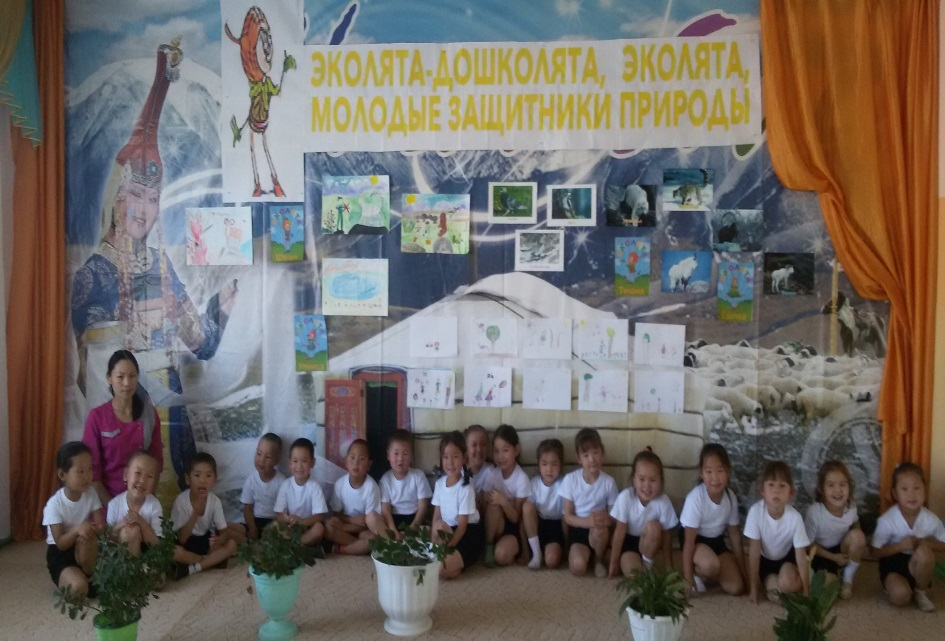 ЭКОЛЯТА-ДОШКОЛЯТА, ЭКОЛЯТА,
МОЛОДЫЕ ЗАЩИТНИКИ ПРИРОДЫ